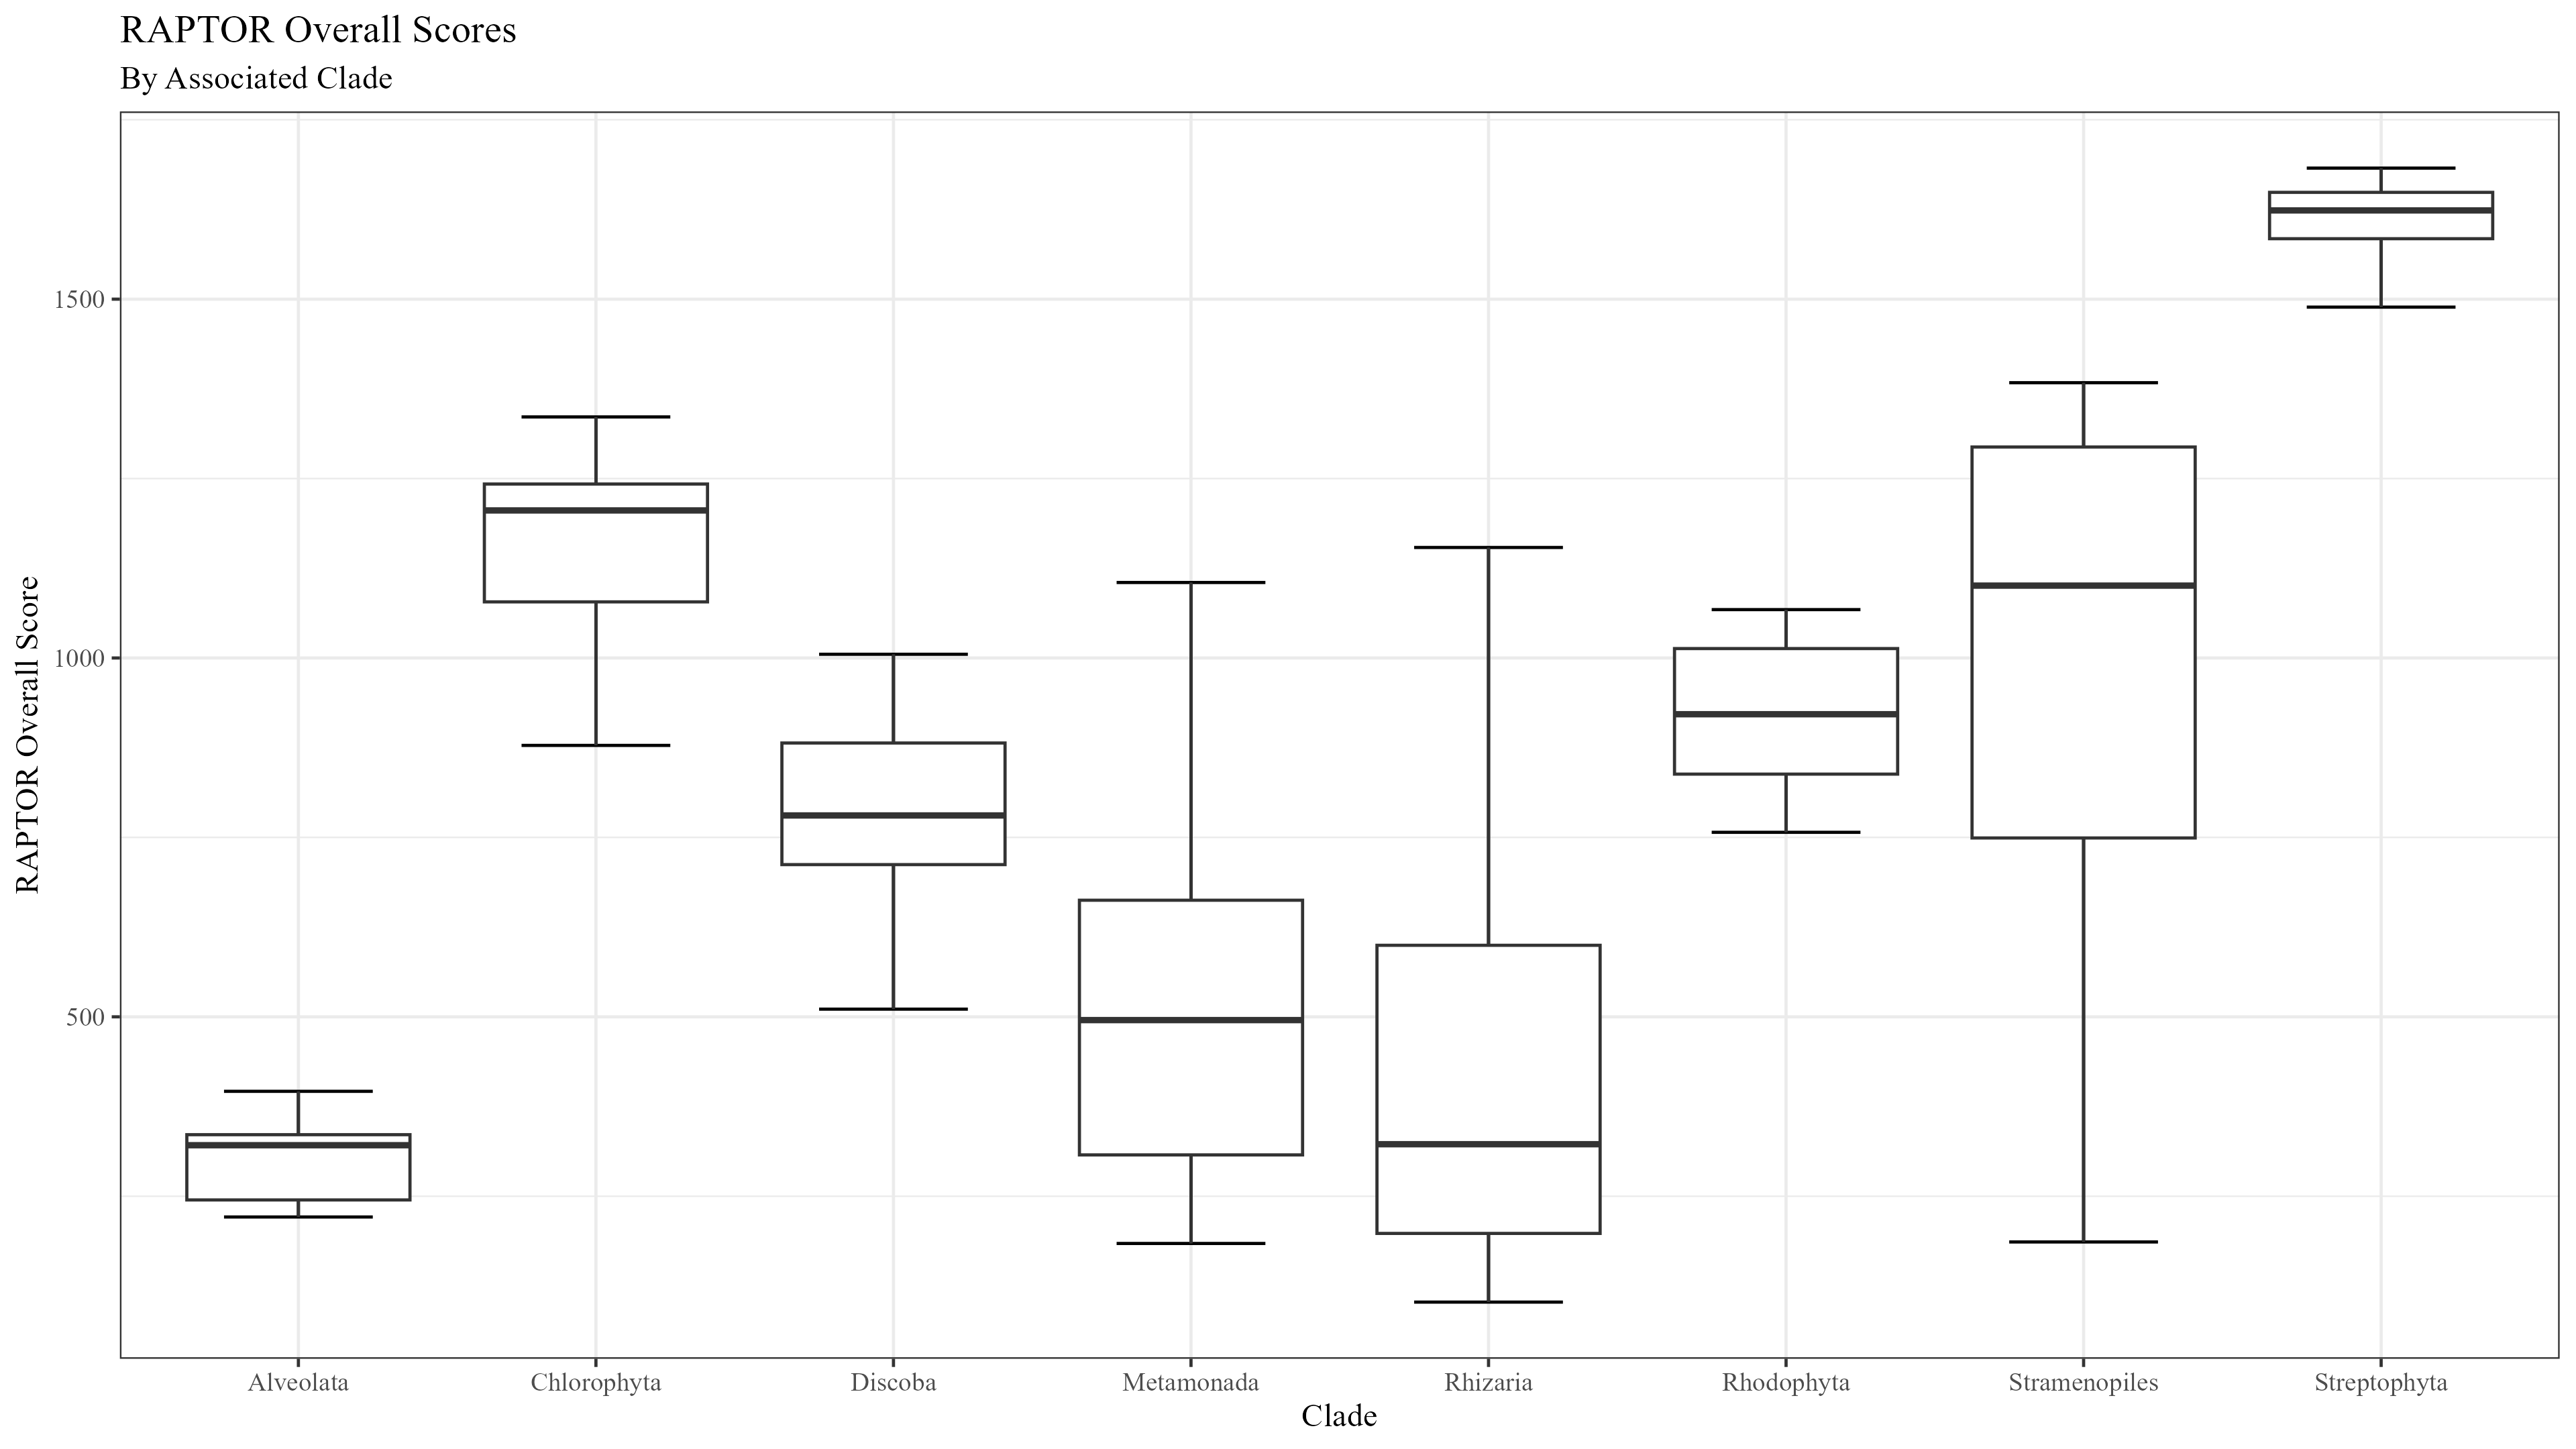 RAPTOR Overall Scores
By Associated Clade
RAPTOR Overall Score
1500
1000
500
Alveolata
Chlorophyta
Discoba
Metamonada
Rhizaria
Rhodophyta
Stramenopiles
Streptophyta
Clade